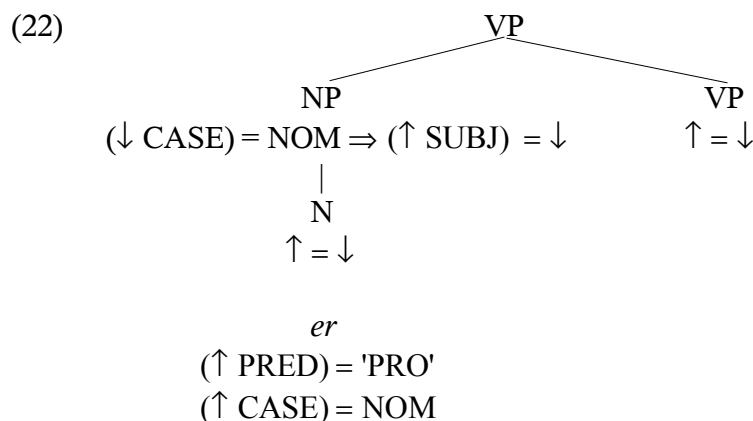 (22) VP
NP VP
(↓ CASE) = NOM ⇒ (↑ SUBJ) = ↓ ↑ = ↓
N
↑ = ↓
er
(↑ PRED) = 'PRO'
(↑ CASE) = NOM